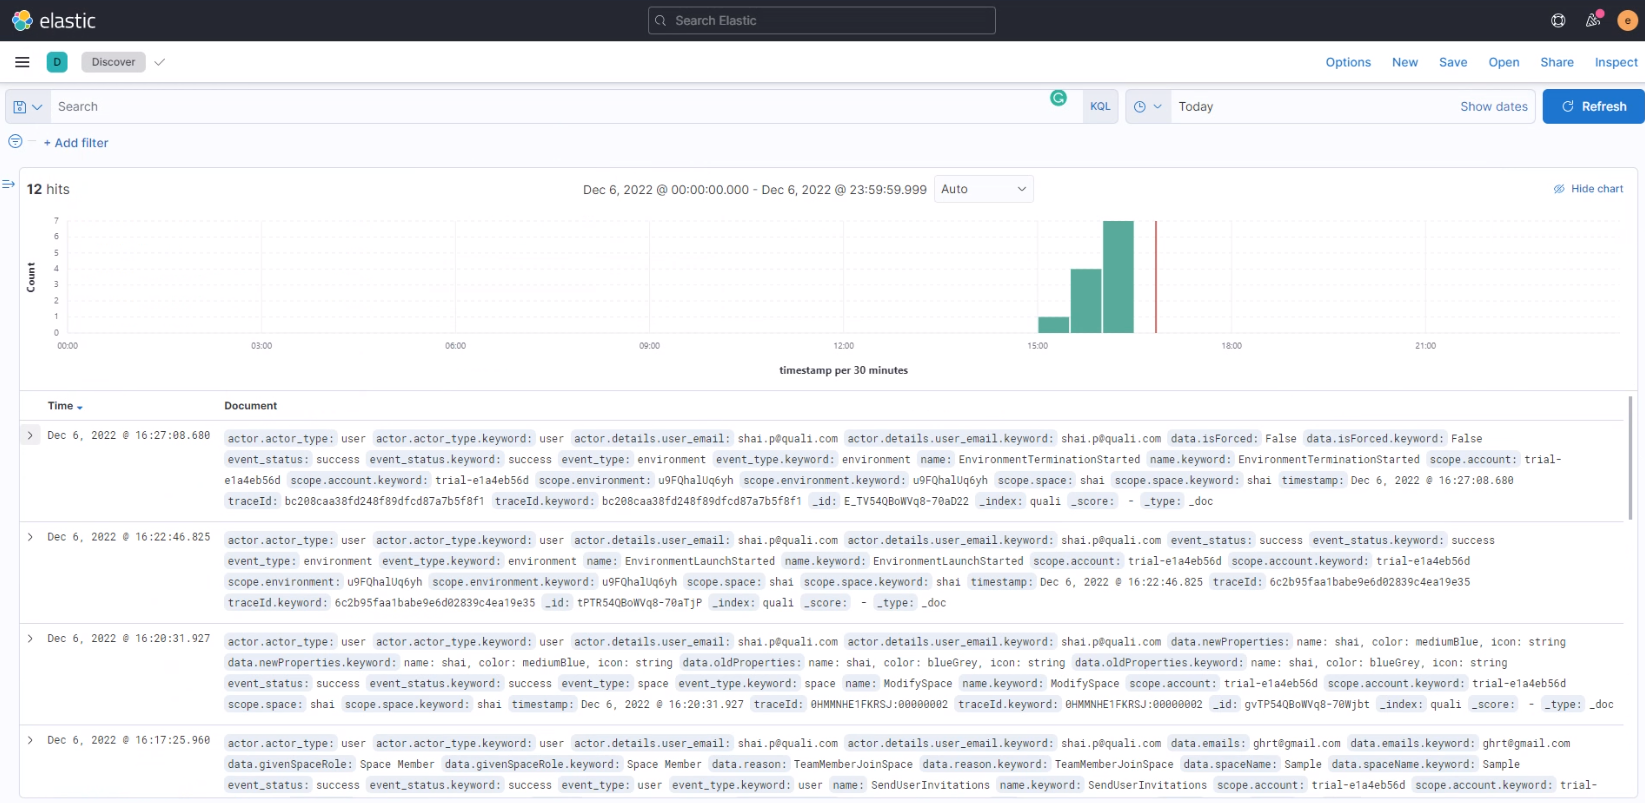 elastic
Search Elastic
e
D
Discover
Options New Save Open Share Inspect
Search
KQL
Today
Show dates
Refresh
+ Add filter
12 hits
Dec 6, 2022 @ 00:00:00.000 - Dec 6, 2022 @ 23:59:59.999
Auto
Hide chart
Count
7
6
5
4
3
2
1
0
00:00 03:00 06:00 09:00 12:00 15:00 18:00 21:00
timestamp per 30 minutes
Time Document
Dec 6, 2022 @ 16:27:08.680
actor.actor_type: user actor.actor_type.keyword: user actor.details.user_email: shai.p@quali.com actor.details.user_email.keyword: shai.p@quali.com data.isForced: False data.isForced.keyword: False
event_status: success event_status.keyword: success event_type: environment event_type.keyword: environment name: EnvironmentTerminationStarted name.keyword: EnvironmentTerminationStarted scope.account: trial-
e1a4eb56d scope.account.keyword: trial-e1a4eb56d scope.environment: u9FQhalUq6yh scope.environment.keyword: u9FQhalUq6yh scope.space: shai scope.space.keyword: shai timestamp: Dec 6, 2022 @ 16:27:08.680
traceId: bc208caa38fd248f89dfcd87a7b5f8f1 traceId.keyword: bc208caa38fd248f89dfcd87a7b5f8f1 _id: E_TV54QBoWVq8-70aD22 _index: quali _score: - _type: _doc
Dec 6, 2022 @ 16:22:46.825
actor.actor_type: user actor.actor_type.keyword: user actor.details.user_email: shai.p@quali.com actor.details.user_email.keyword: shai.p@quali.com event_status: success event_status.keyword: success
event_type: environment event_type.keyword: environment name: EnvironmentLaunchStarted name.keyword: EnvironmentLaunchStarted scope.account: trial-e1a4eb56d scope.account.keyword: trial-e1a4eb56d
scope.environment: u9FQhalUq6yh scope.environment.keyword: u9FQhalUq6yh scope.space: shai scope.space.keyword: shai timestamp: Dec 6, 2022 @ 16:22:46.825 traceId: 6c2b95faa1babe9e6d02839c4ea19e35
traceId.keyword: 6c2b95faa1babe9e6d02839c4ea19e35 _id: tPTR54QBoWVq8-70aTjP _index: quali _score: - _type: _doc
Dec 6, 2022 @ 16:20:31.927
actor.actor_type: user actor.actor_type.keyword: user actor.details.user_email: shai.p@quali.com actor.details.user_email.keyword: shai.p@quali.com data.newProperties: name: shai, color: mediumBlue, icon: string
data.newProperties.keyword: name: shai, color: mediumBlue, icon: string data.oldProperties: name: shai, color: blueGrey, icon: string data.oldProperties.keyword: name: shai, color: blueGrey, icon: string
event_status: success event_status.keyword: success event_type: space event_type.keyword: space name: ModifySpace name.keyword: ModifySpace scope.account: trial-e1a4eb56d scope.account.keyword: trial-e1a4eb56d
scope.space: shai scope.space.keyword: shai timestamp: Dec 6, 2022 @ 16:20:31.927 traceId: 0HMMNHE1FKRSJ:00000002 traceId.keyword: 0HMMNHE1FKRSJ:00000002 _id: gvTP54QBoWVq8-70Wjbt _index: quali _score: - _type: _doc
Dec 6, 2022 @ 16:17:25.960
actor.actor_type: user actor.actor_type.keyword: user actor.details.user_email: shai.p@quali.com actor.details.user_email.keyword: shai.p@quali.com data.emails: ghrt@gmail.com data.emails.keyword: ghrt@gmail.com
data.givenSpaceRole: Space Member data.givenSpaceRole.keyword: Space Member data.reason: TeamMemberJoinSpace data.reason.keyword: TeamMemberJoinSpace data.spaceName: Sample data.spaceName.keyword: Sample
event_status: success event_status.keyword: success event_type: user event_type.keyword: user name: SendUserInvitations name.keyword: SendUserInvitations scope.account: trial-e1a4eb56d scope.account.keyword: trial-